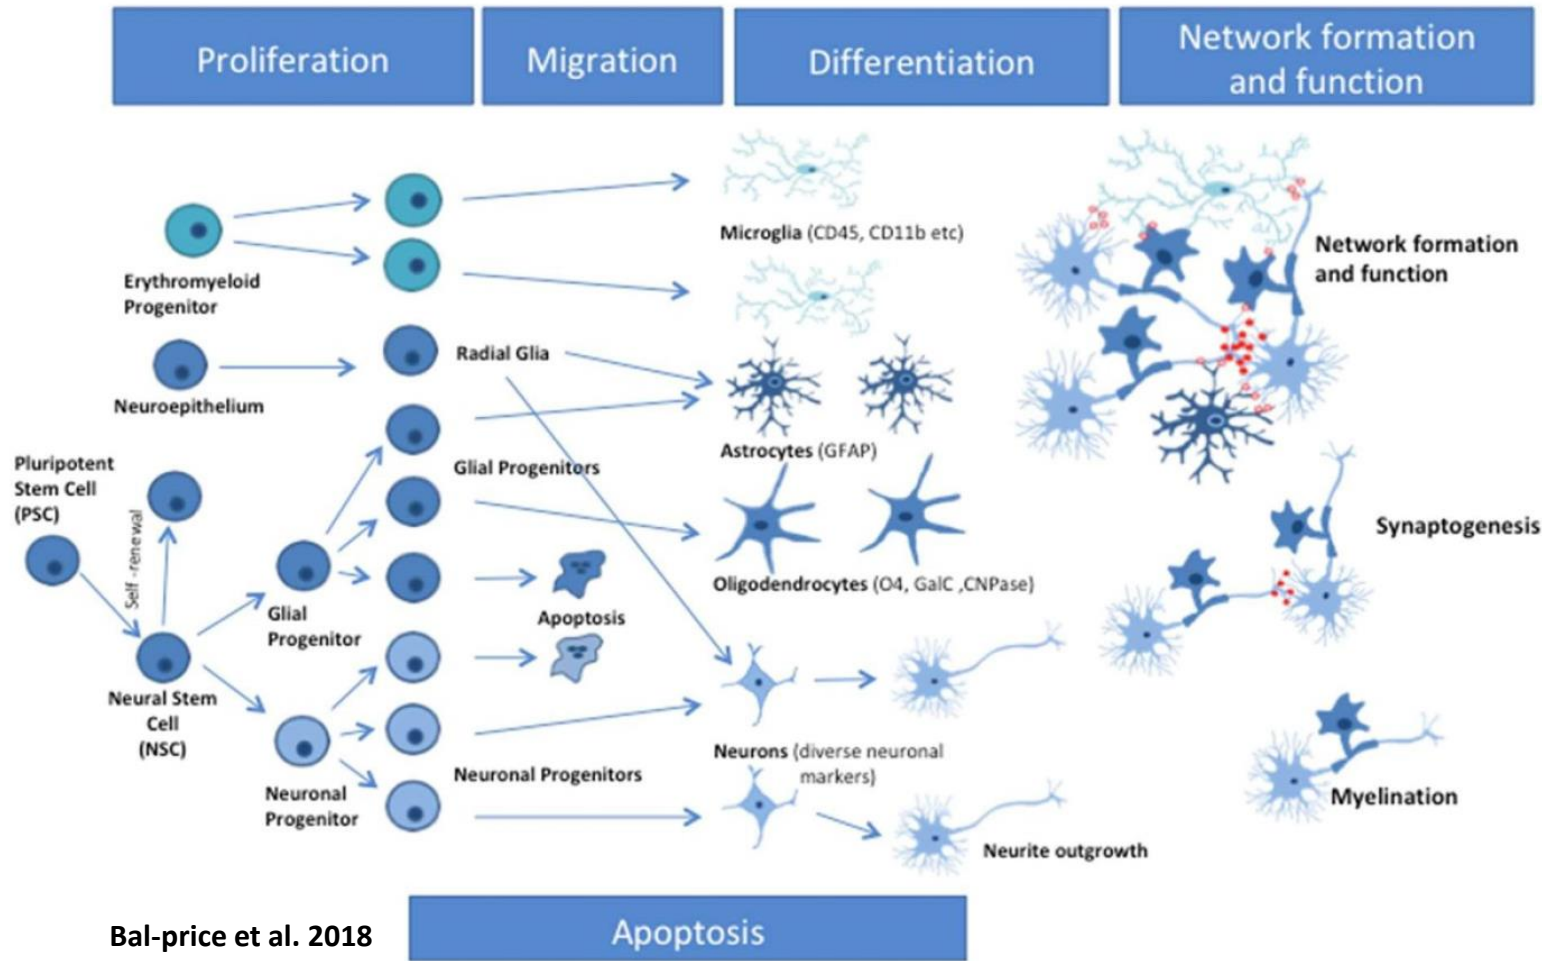 Proliferation
Migration
Differentiation
Network formation
and function
Microglia (CD45, CD11b etc)
Erythromyeloid
Progenitor
Network formation
and function
Radial Glia
Neuroepithelium
Astrocytes (GFAP)
Pluripotent
Stem Cell
(PSC)
Glial Progenitors
Self -renewal
Synaptogenesis
Oligodendrocytes (O4, GalC ,CNPase)
Glial
Progenitor
Apoptosis
Neural Stem
Cell
(NSC)
Neurons (diverse neuronal
markers)
Neuronal Progenitors
Neuronal
Progenitor
Myelination
Neurite outgrowth
Bal-price et al. 2018
Apoptosis